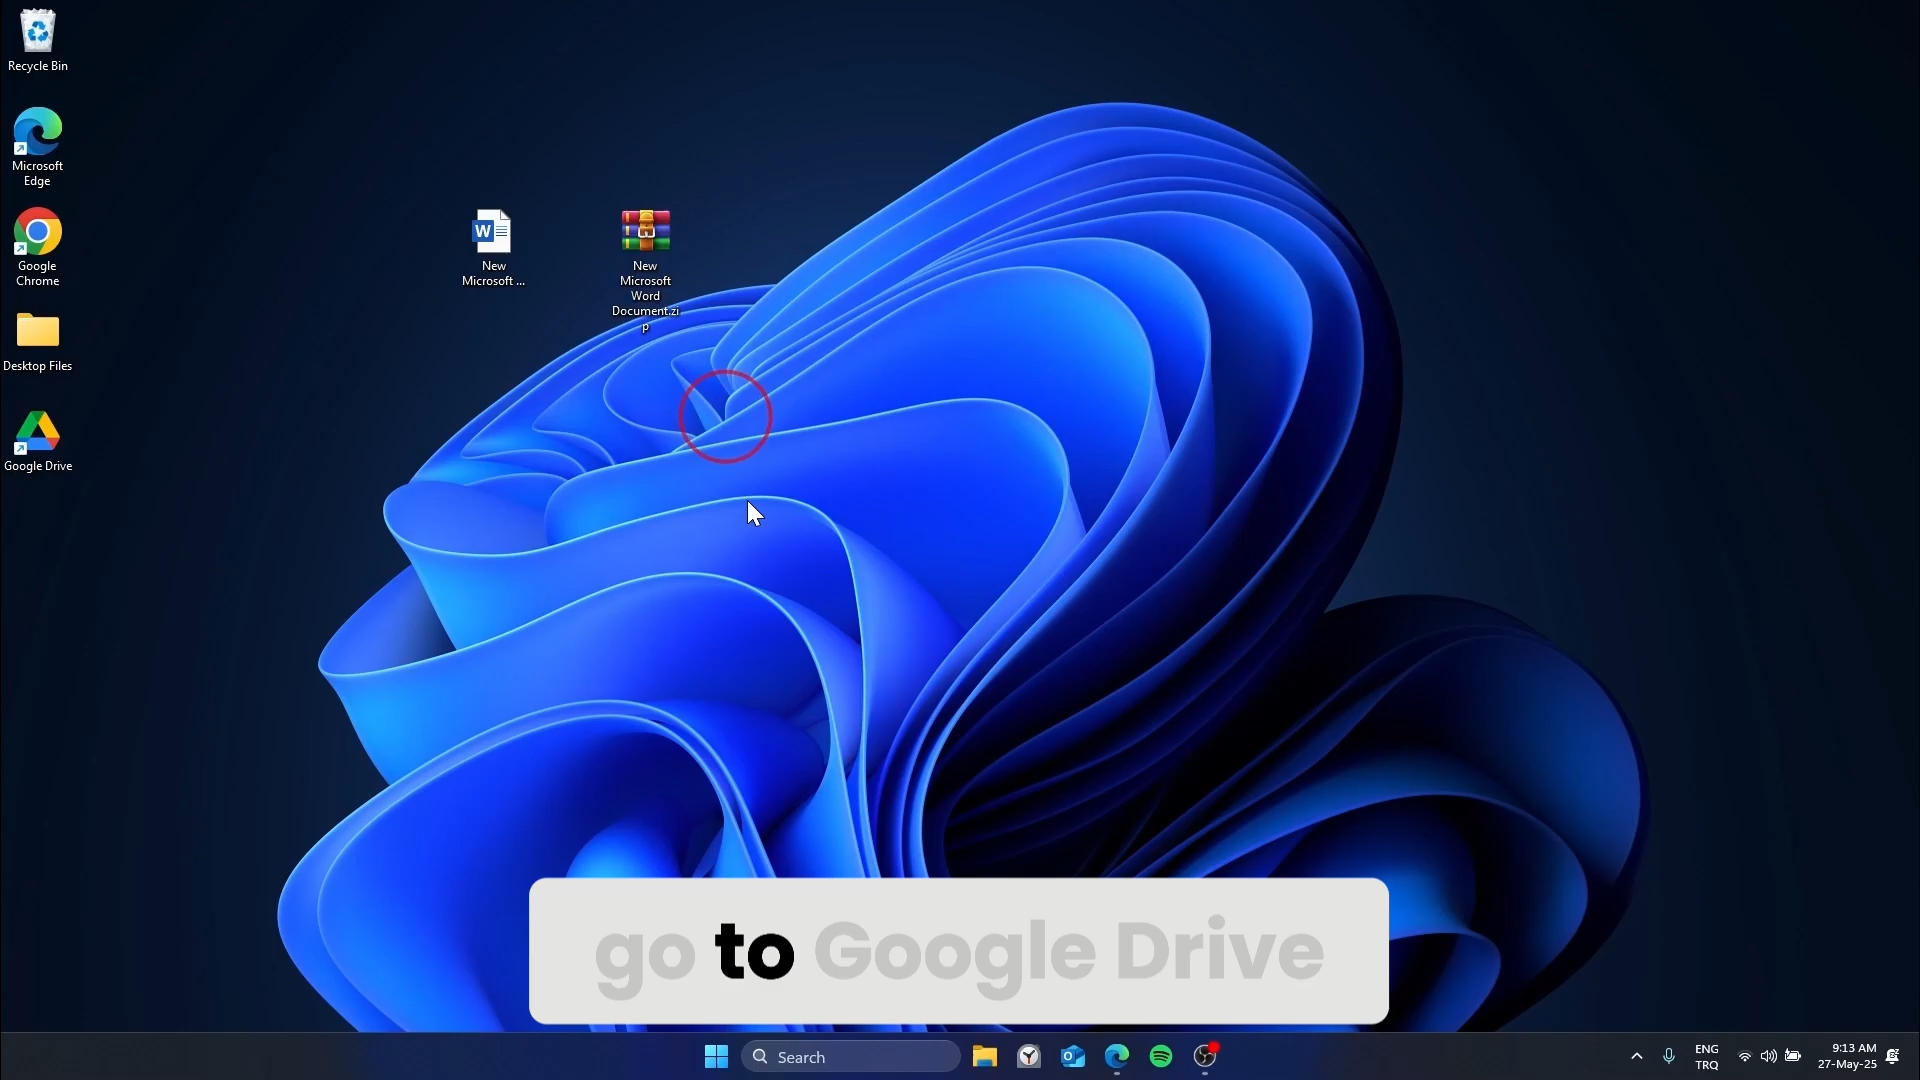 Recycle Bin
Microsoft
Edge
Google
Chrome
Desktop Files
Google Drive
W
New
Microsoft ...
New
Microsoft
Word
Document.zi
p
go to Google Drive
Search
ENG
TRQ
9:13 AM
27-May-25